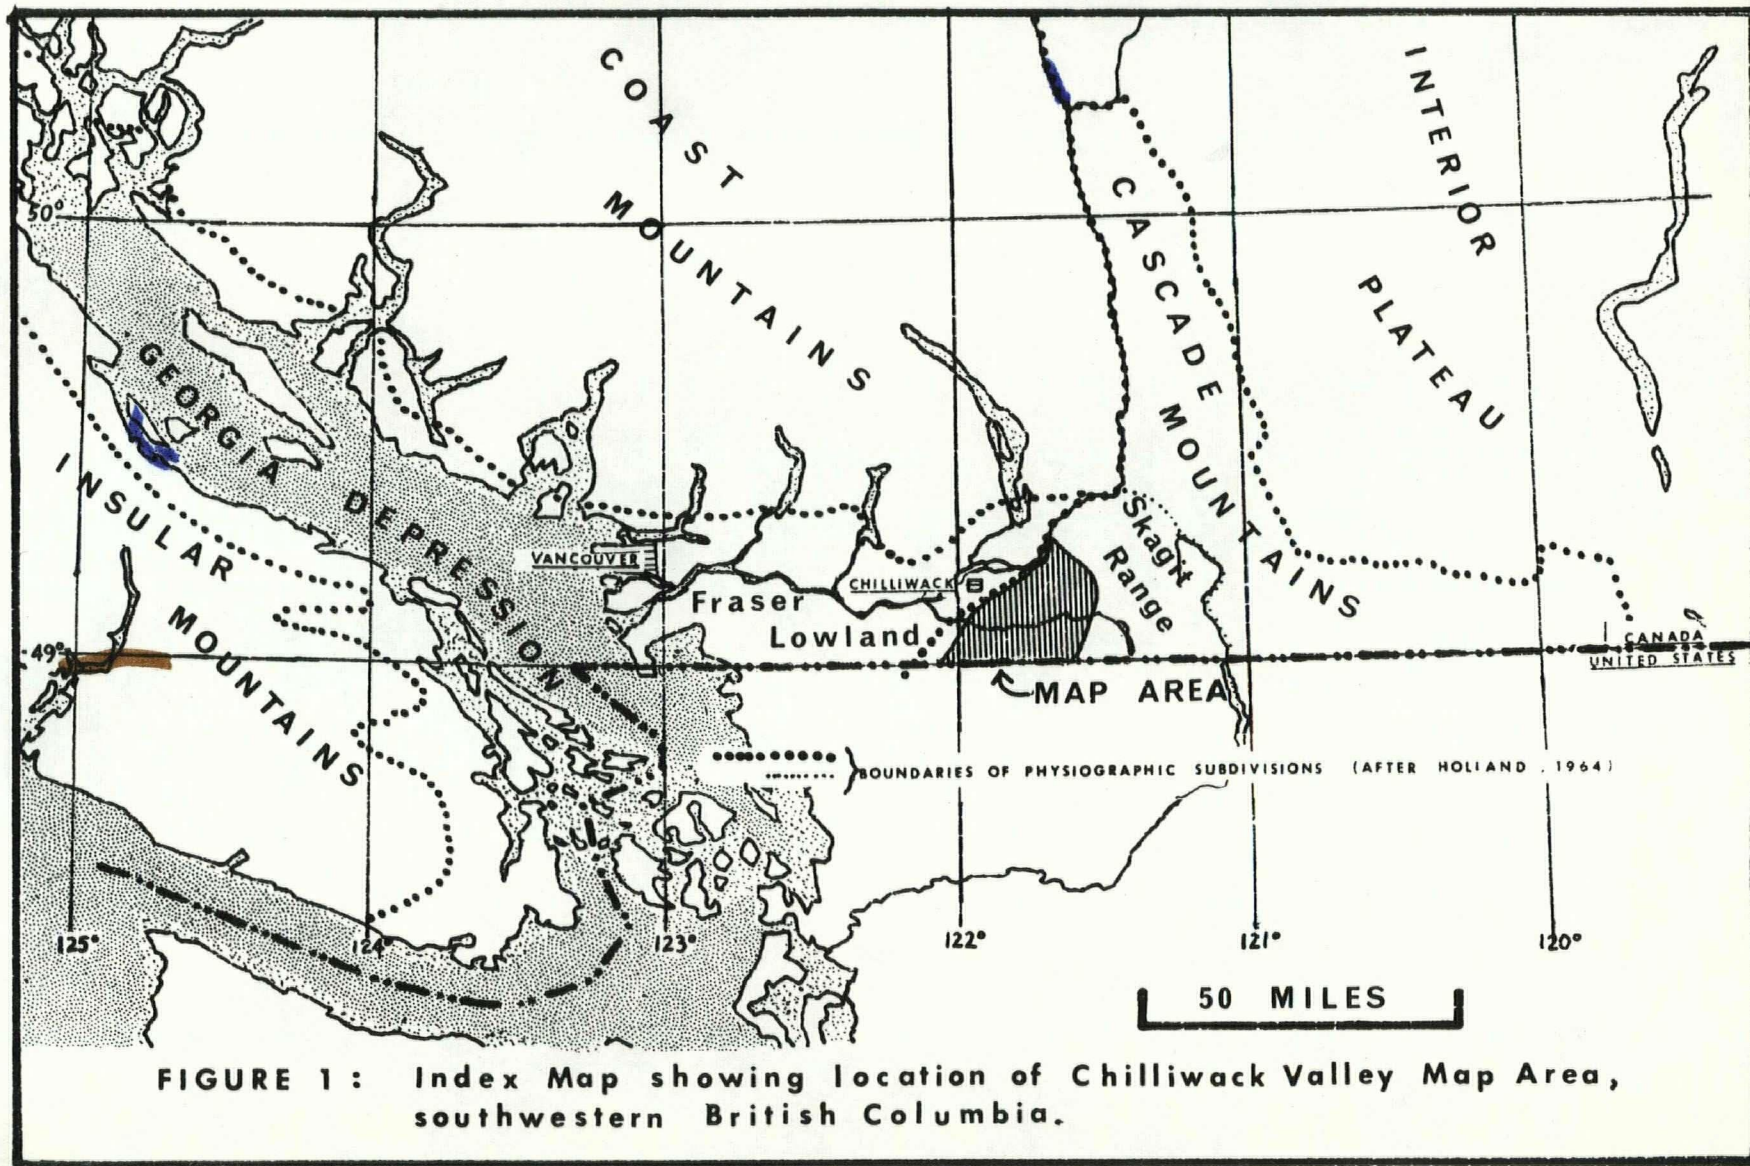 COAST
MOUNTAINS
INTERIOR
PLATEAU
CASCADE
MOUNTAINS
50°
GEORGIA
DEPRESSION
INSULAR
MOUNTAINS
Skagit
Range
VANCOUVER
CHILLIWACK
Fraser
Lowland
49°
CANADA
UNITED STATES
MAP AREA
BOUNDARIES OF PHYSIOGRAPHIC SUBDIVISIONS (AFTER HOLLAND, 1964)
125° 124° 123° 122° 121° 120°
50 MILES
FIGURE 1: Index Map showing location of Chilliwack Valley Map Area,
southwestern British Columbia.